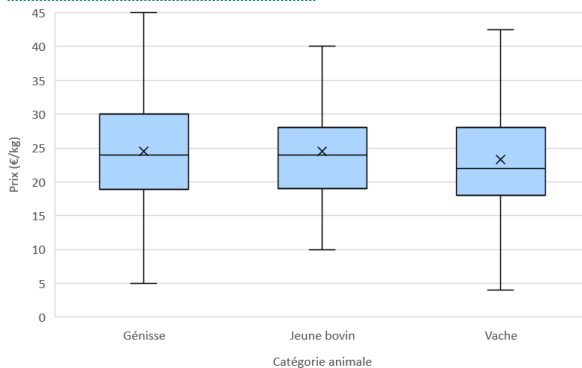 45
40
35
30
25
20
15
10
5
0
Prix (€/kg)
Génisse
Jeune bovin
Vache
Catégorie animale